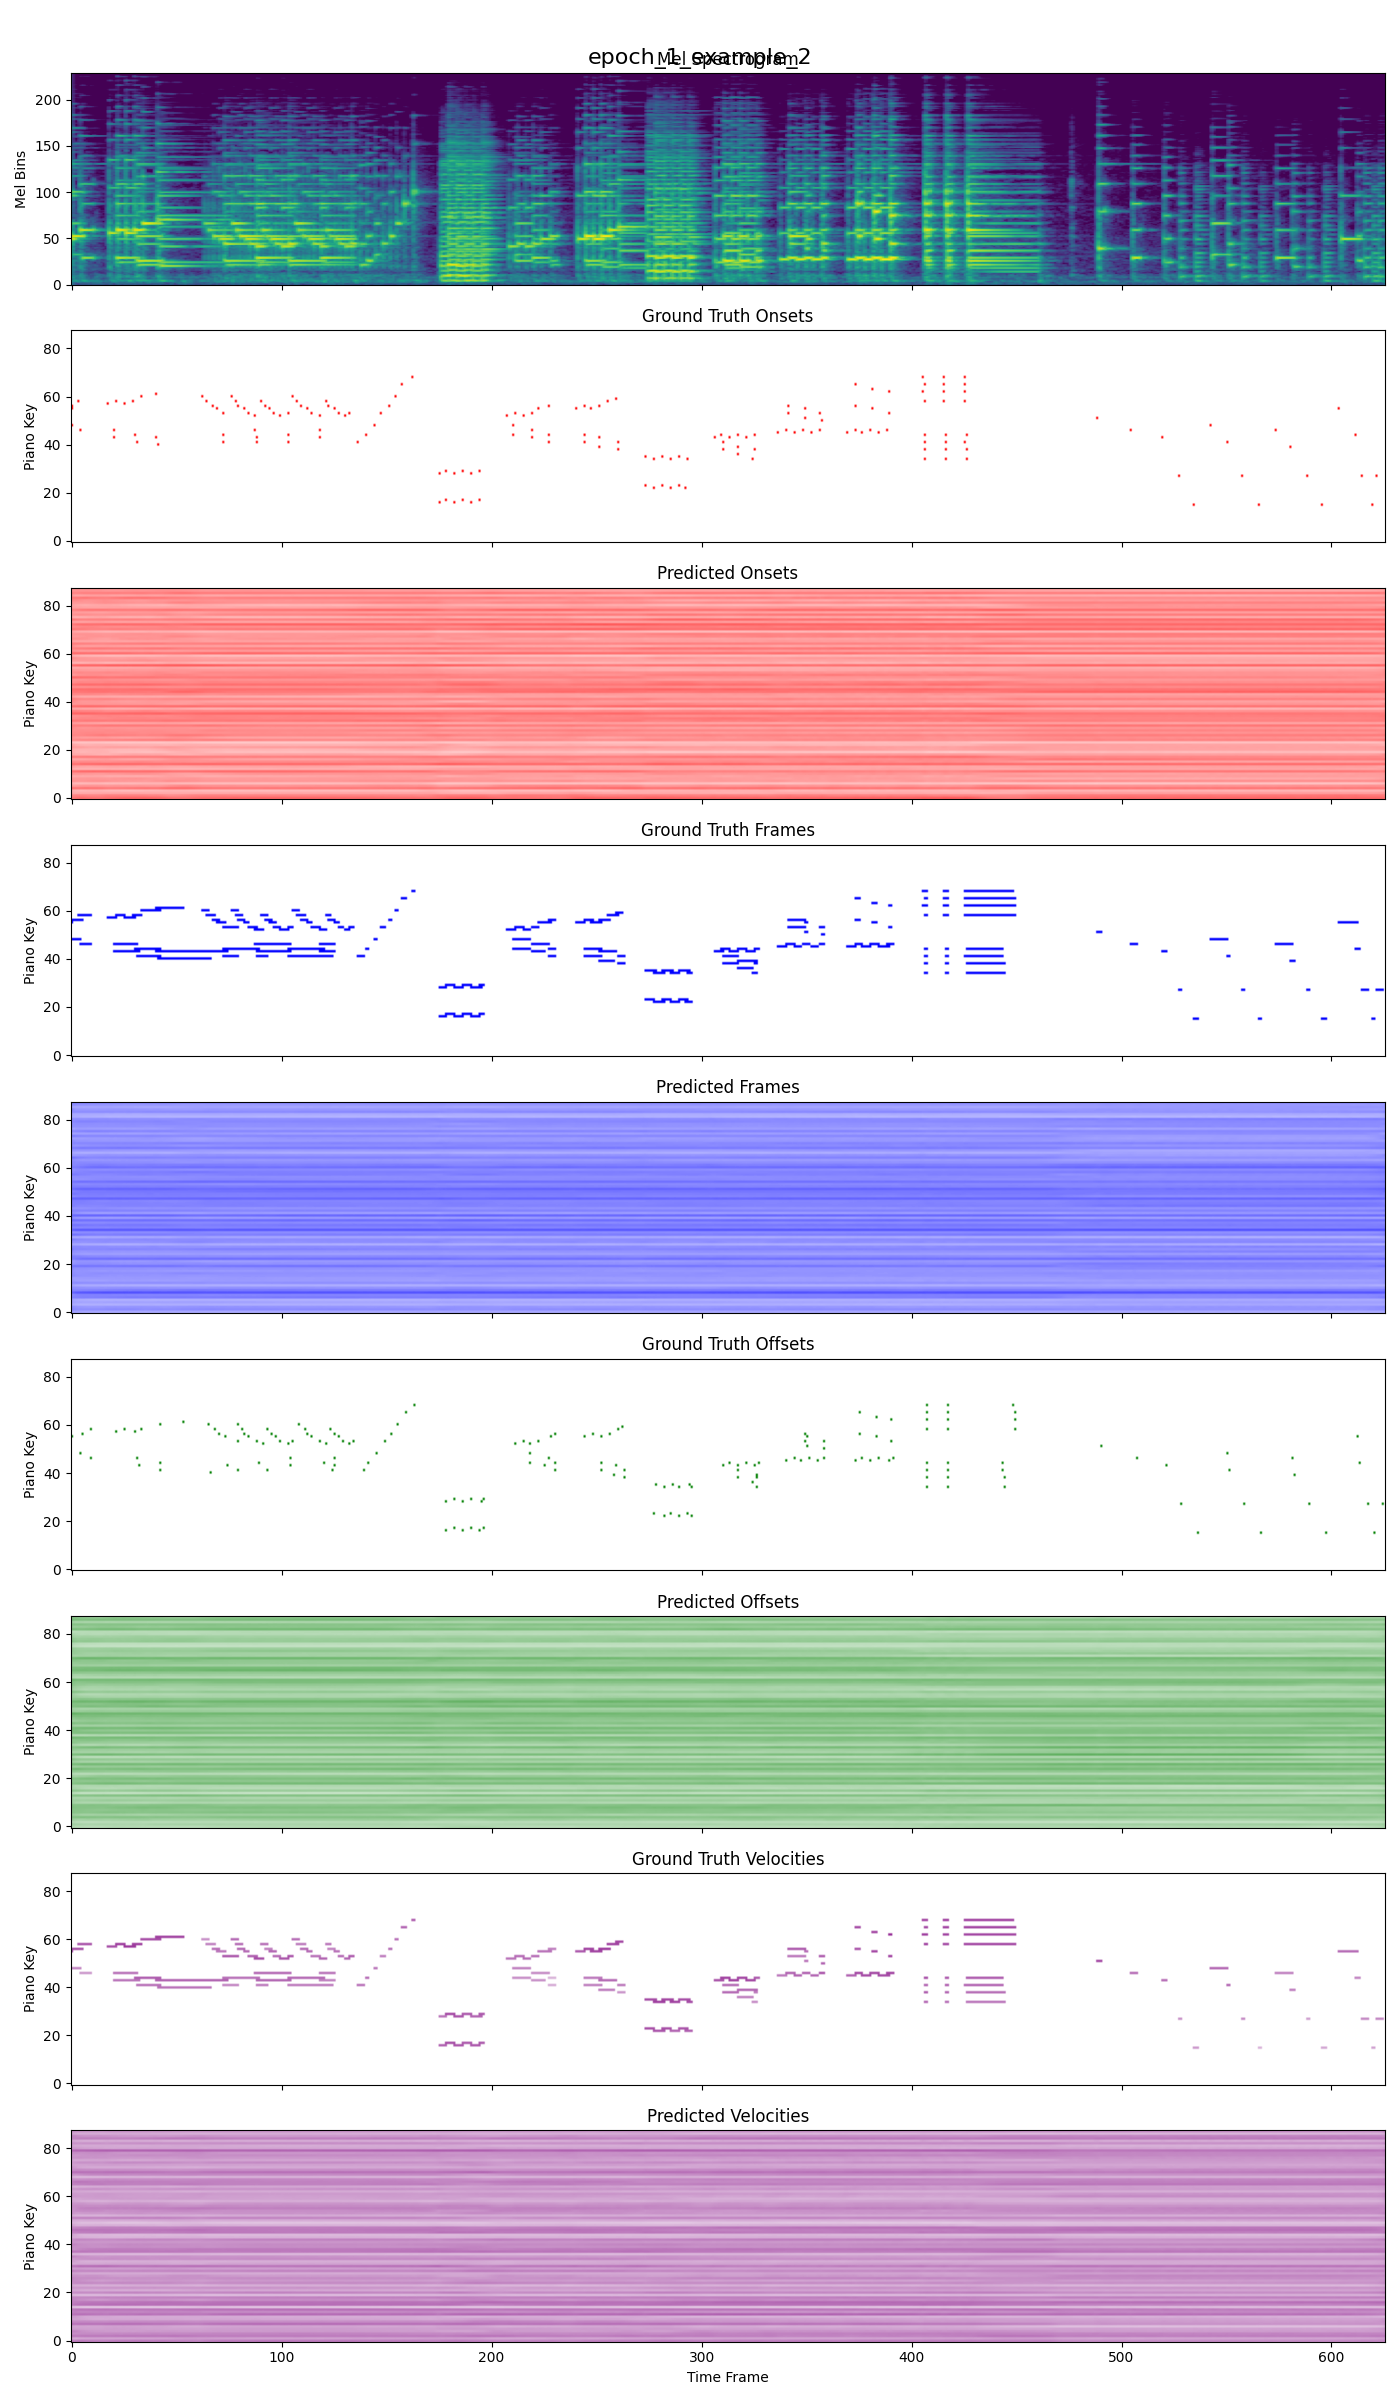 epoch_1_example_2
Mel Spectrogram
Mel Bins
200
150
100
50
0
Ground Truth Onsets
Piano Key
80
60
40
20
0
Predicted Onsets
Piano Key
80
60
40
20
0
Ground Truth Frames
Piano Key
80
60
40
20
0
Predicted Frames
Piano Key
80
60
40
20
0
Ground Truth Offsets
Piano Key
80
60
40
20
0
Predicted Offsets
Piano Key
80
60
40
20
0
Ground Truth Velocities
Piano Key
80
60
40
20
0
Predicted Velocities
Piano Key
80
60
40
20
0
0 100 200 300 400 500 600
Time Frame